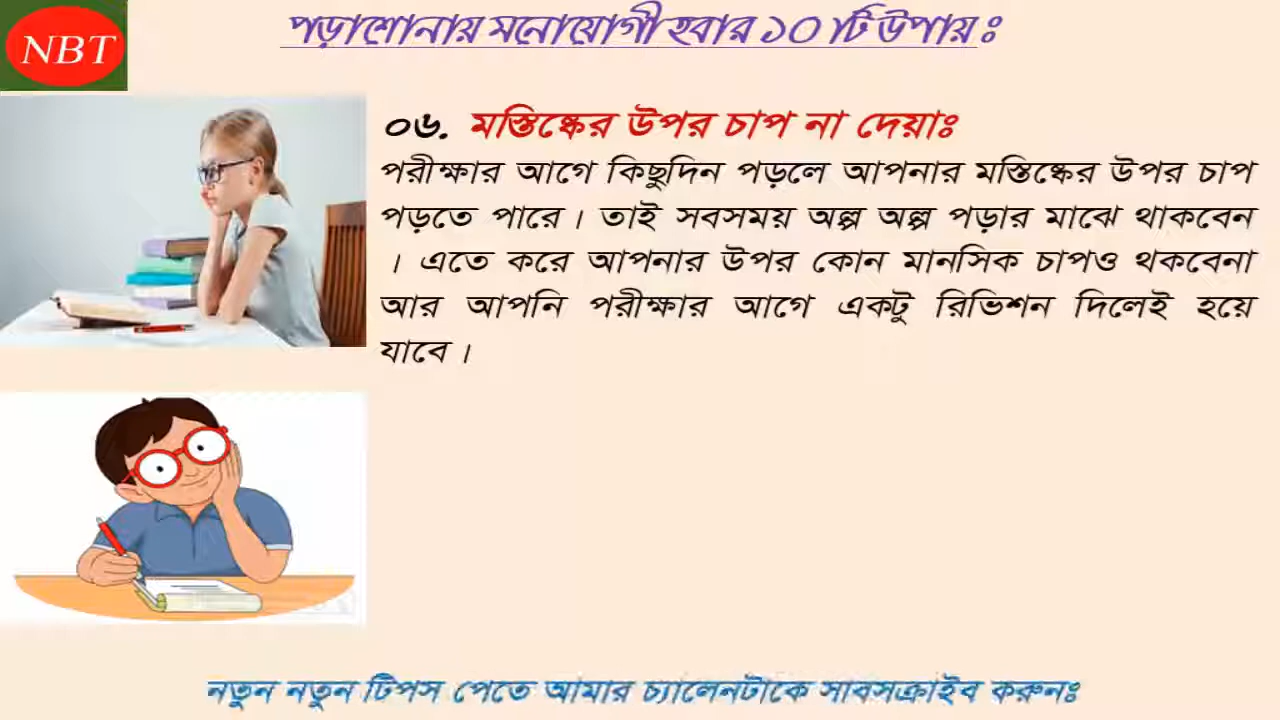 NBT
পড়াশোনায় মনোযোগী হবার ১০ টি উপায়ঃ
০৬. মস্তিষ্কের উপর চাপ না দেয়াঃ
পরীক্ষার আগে কিছুদিন পড়লে আপনার মস্তিষ্কের উপর চাপ
পড়তে পারে। তাই সবসময় অল্প অল্প পড়ার মাঝে থাকবেন
। এতে করে আপনার উপর কোন মানসিক চাপও থকবেনা
আর আপনি পরীক্ষার আগে একটু রিভিশন দিলেই হয়ে
যাবে।
নতুন নতুন টিপস পেতে আমার চ্যালেনটাকে সাবসক্রাইব করুনঃ